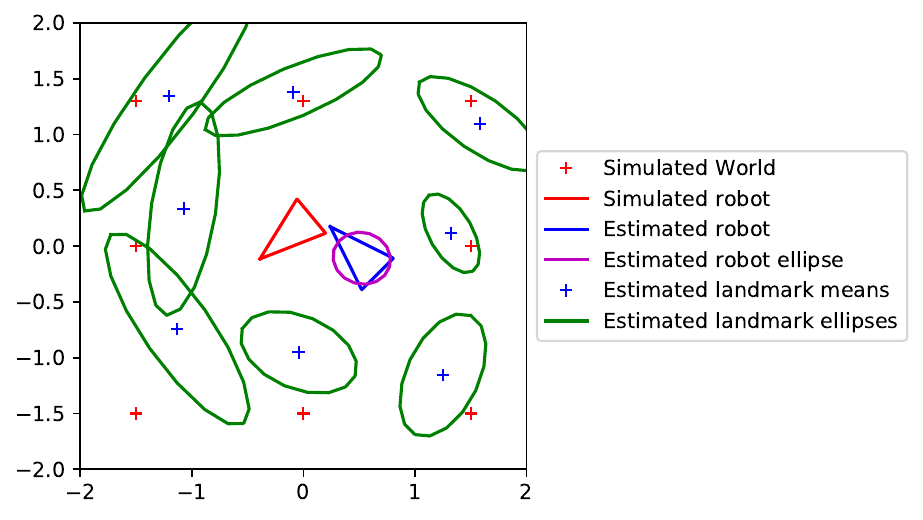 2.0
1.5
1.0
0.5
0.0
−0.5
−1.0
−1.5
−2.0
−2
−1
0
1
2
Simulated World
Simulated robot
Estimated robot
Estimated robot ellipse
Estimated landmark means
Estimated landmark ellipses